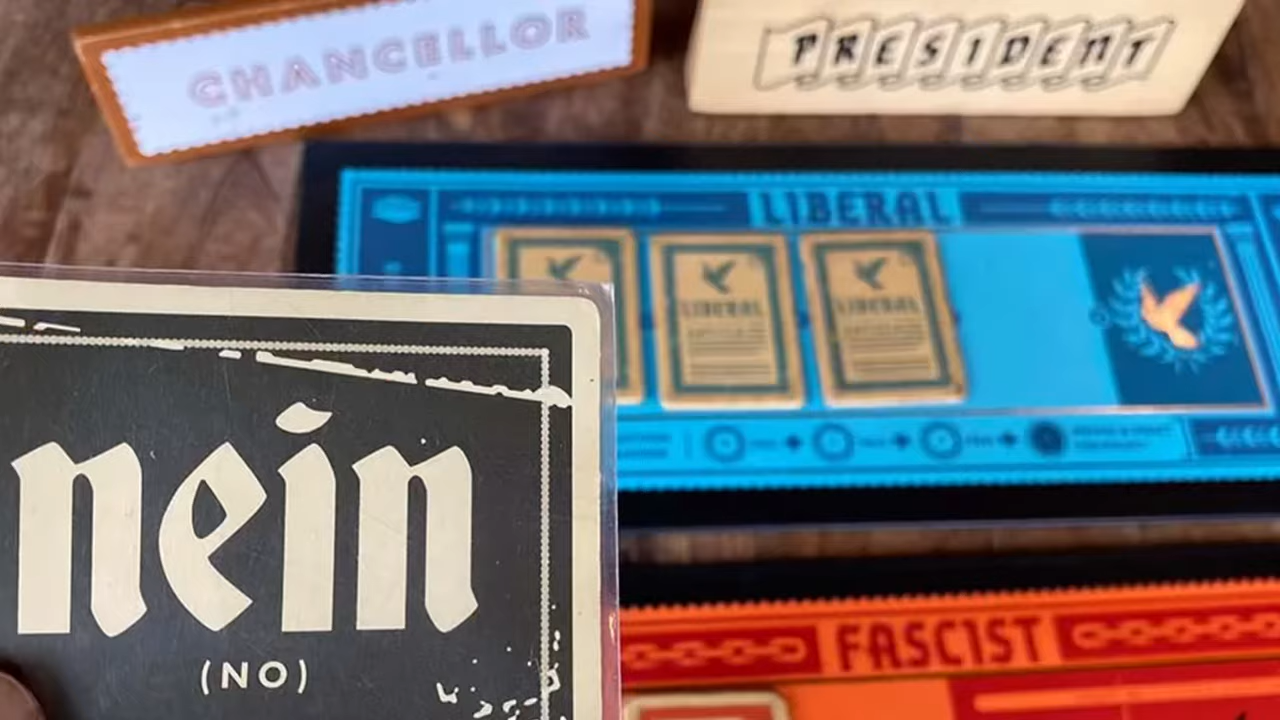 CHANCELLOR
PRESIDENT
LIBERAL
LIBERAL
LIBERAL
nein
(NO)
FASCIST